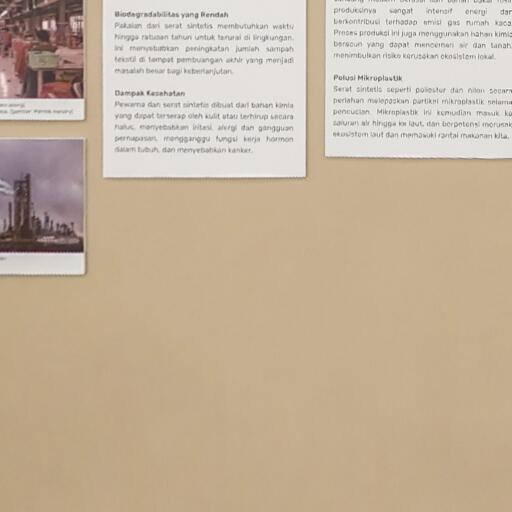 Biodegradabilitas yang Rendah
Pakaian dari serat sintetis membutuhkan waktu
hingga ratusan tahun untuk terurai di lingkungan.
Ini menyebabkan peningkatan jumlah sampah
tekstil di tempat pembuangan akhir yang menjadi
masalah besar bagi keberlanjutan.
Dampak Kesehatan
Pewarna dan serat sintetis dibuat dari bahan kimia
yang dapat terserap oleh kulit atau terhirup secara
halus, menyebabkan iritasi, alergi dan gangguan
pernapasan, mengganggu fungsi kerja hormon
dalam tubuh, dan menyebabkan kanker.
produksinya sangat intensif energi dan
berkontribusi terhadap emisi gas rumah kaca
Proses produksi ini juga menggunakan bahan kimia
beracun yang dapat mencemari air dan tanah,
menimbulkan risiko kerusakan ekosistem lokal.
Polusi Mikroplastik
Serat sintetis seperti poliester dan nilon secara
perlahan melepaskan partikel mikroplastik selama
pencucian. Mikroplastik ini kemudian masuk ke
saluran air hingga ke laut, dan berpotensi merusak
ekosistem laut dan memasuki rantai makanan kita.